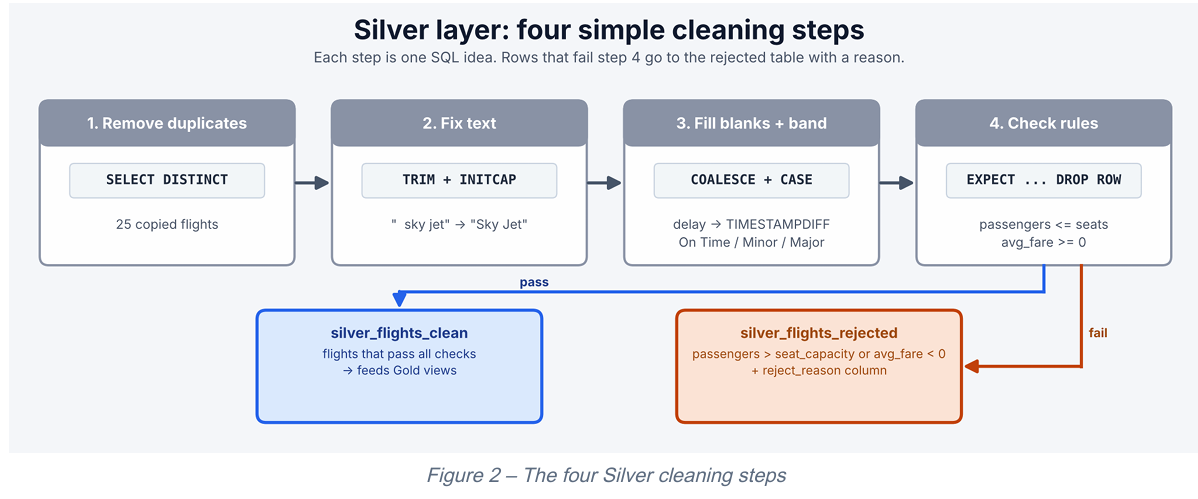 Silver layer: four simple cleaning steps
Each step is one SQL idea. Rows that fail step 4 go to the rejected table with a reason.
1. Remove duplicates
SELECT DISTINCT
25 copied flights
2. Fix text
TRIM + INITCAP
"  sky jet" → "Sky Jet"
3. Fill blanks + band
COALESCE + CASE
delay → TIMESTAMPDIFF
On Time / Minor / Major
4. Check rules
EXPECT ... DROP ROW
passengers <= seats
avg_fare >= 0
pass
silver_flights_clean
flights that pass all checks
→ feeds Gold views
silver_flights_rejected
passengers > seat_capacity or avg_fare < 0
+ reject_reason column
fail
Figure 2 – The four Silver cleaning steps